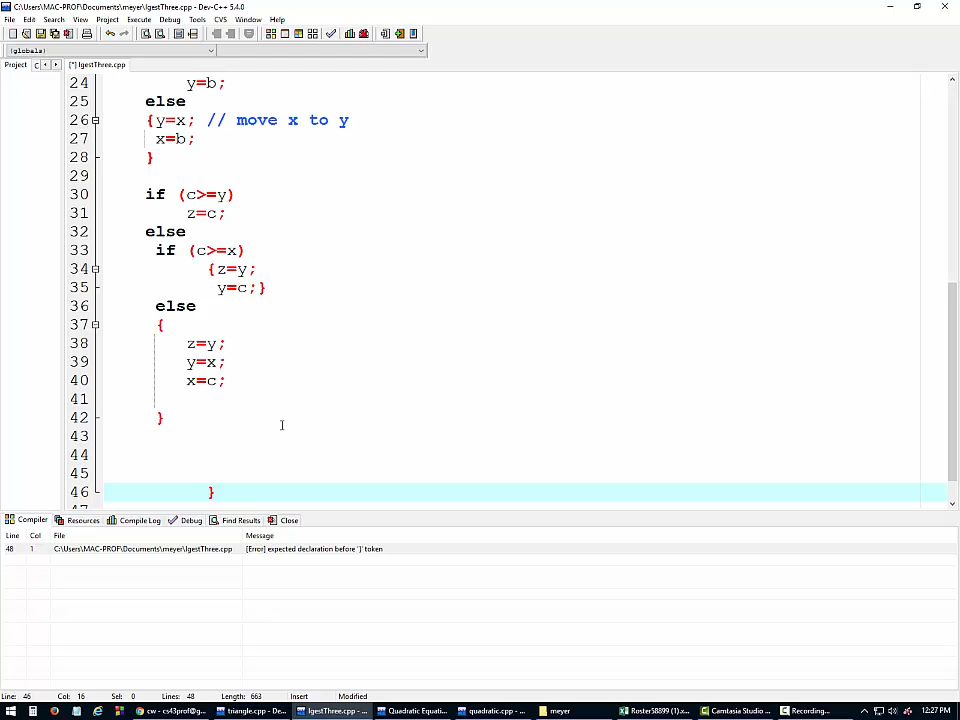 C:\Users\MAC-PROF\Documents\meyer\lgestThree.cpp - Dev-C++ 5.4.0
File Edit Search View Project Execute Debug Tools CVS Window Help
(globals)
Project C [*] lgestThree.cpp
24 y=b;
25 else
26 {y=x; // move x to y
27 x=b;
28 }
29
30 if (c>=y)
31 z=c;
32 else
33 if (c>=x)
34 {z=y;
35 y=c;}
36 else
37 {
38 z=y;
39 y=x;
40 x=c;
41
42 }
43
44
45
46 }
47
Compiler Resources Compile Log Debug Find Results Close
Line Col File Message
48 1 C:\Users\MAC-PROF\Documents\meyer\lgestThree.cpp [Error] expected declaration before '}' token
Line: 46 Col: 16 Sel: 0 Lines: 48 Length: 663 Insert Modified
cw - cs43prof@g... triangle.cpp - De... lgestThree.cpp - ... Quadratic Equati... quadratic.cpp - ... meyer Roster58899 (1).x... Camtasia Studio ... Recording... 12:27 PM